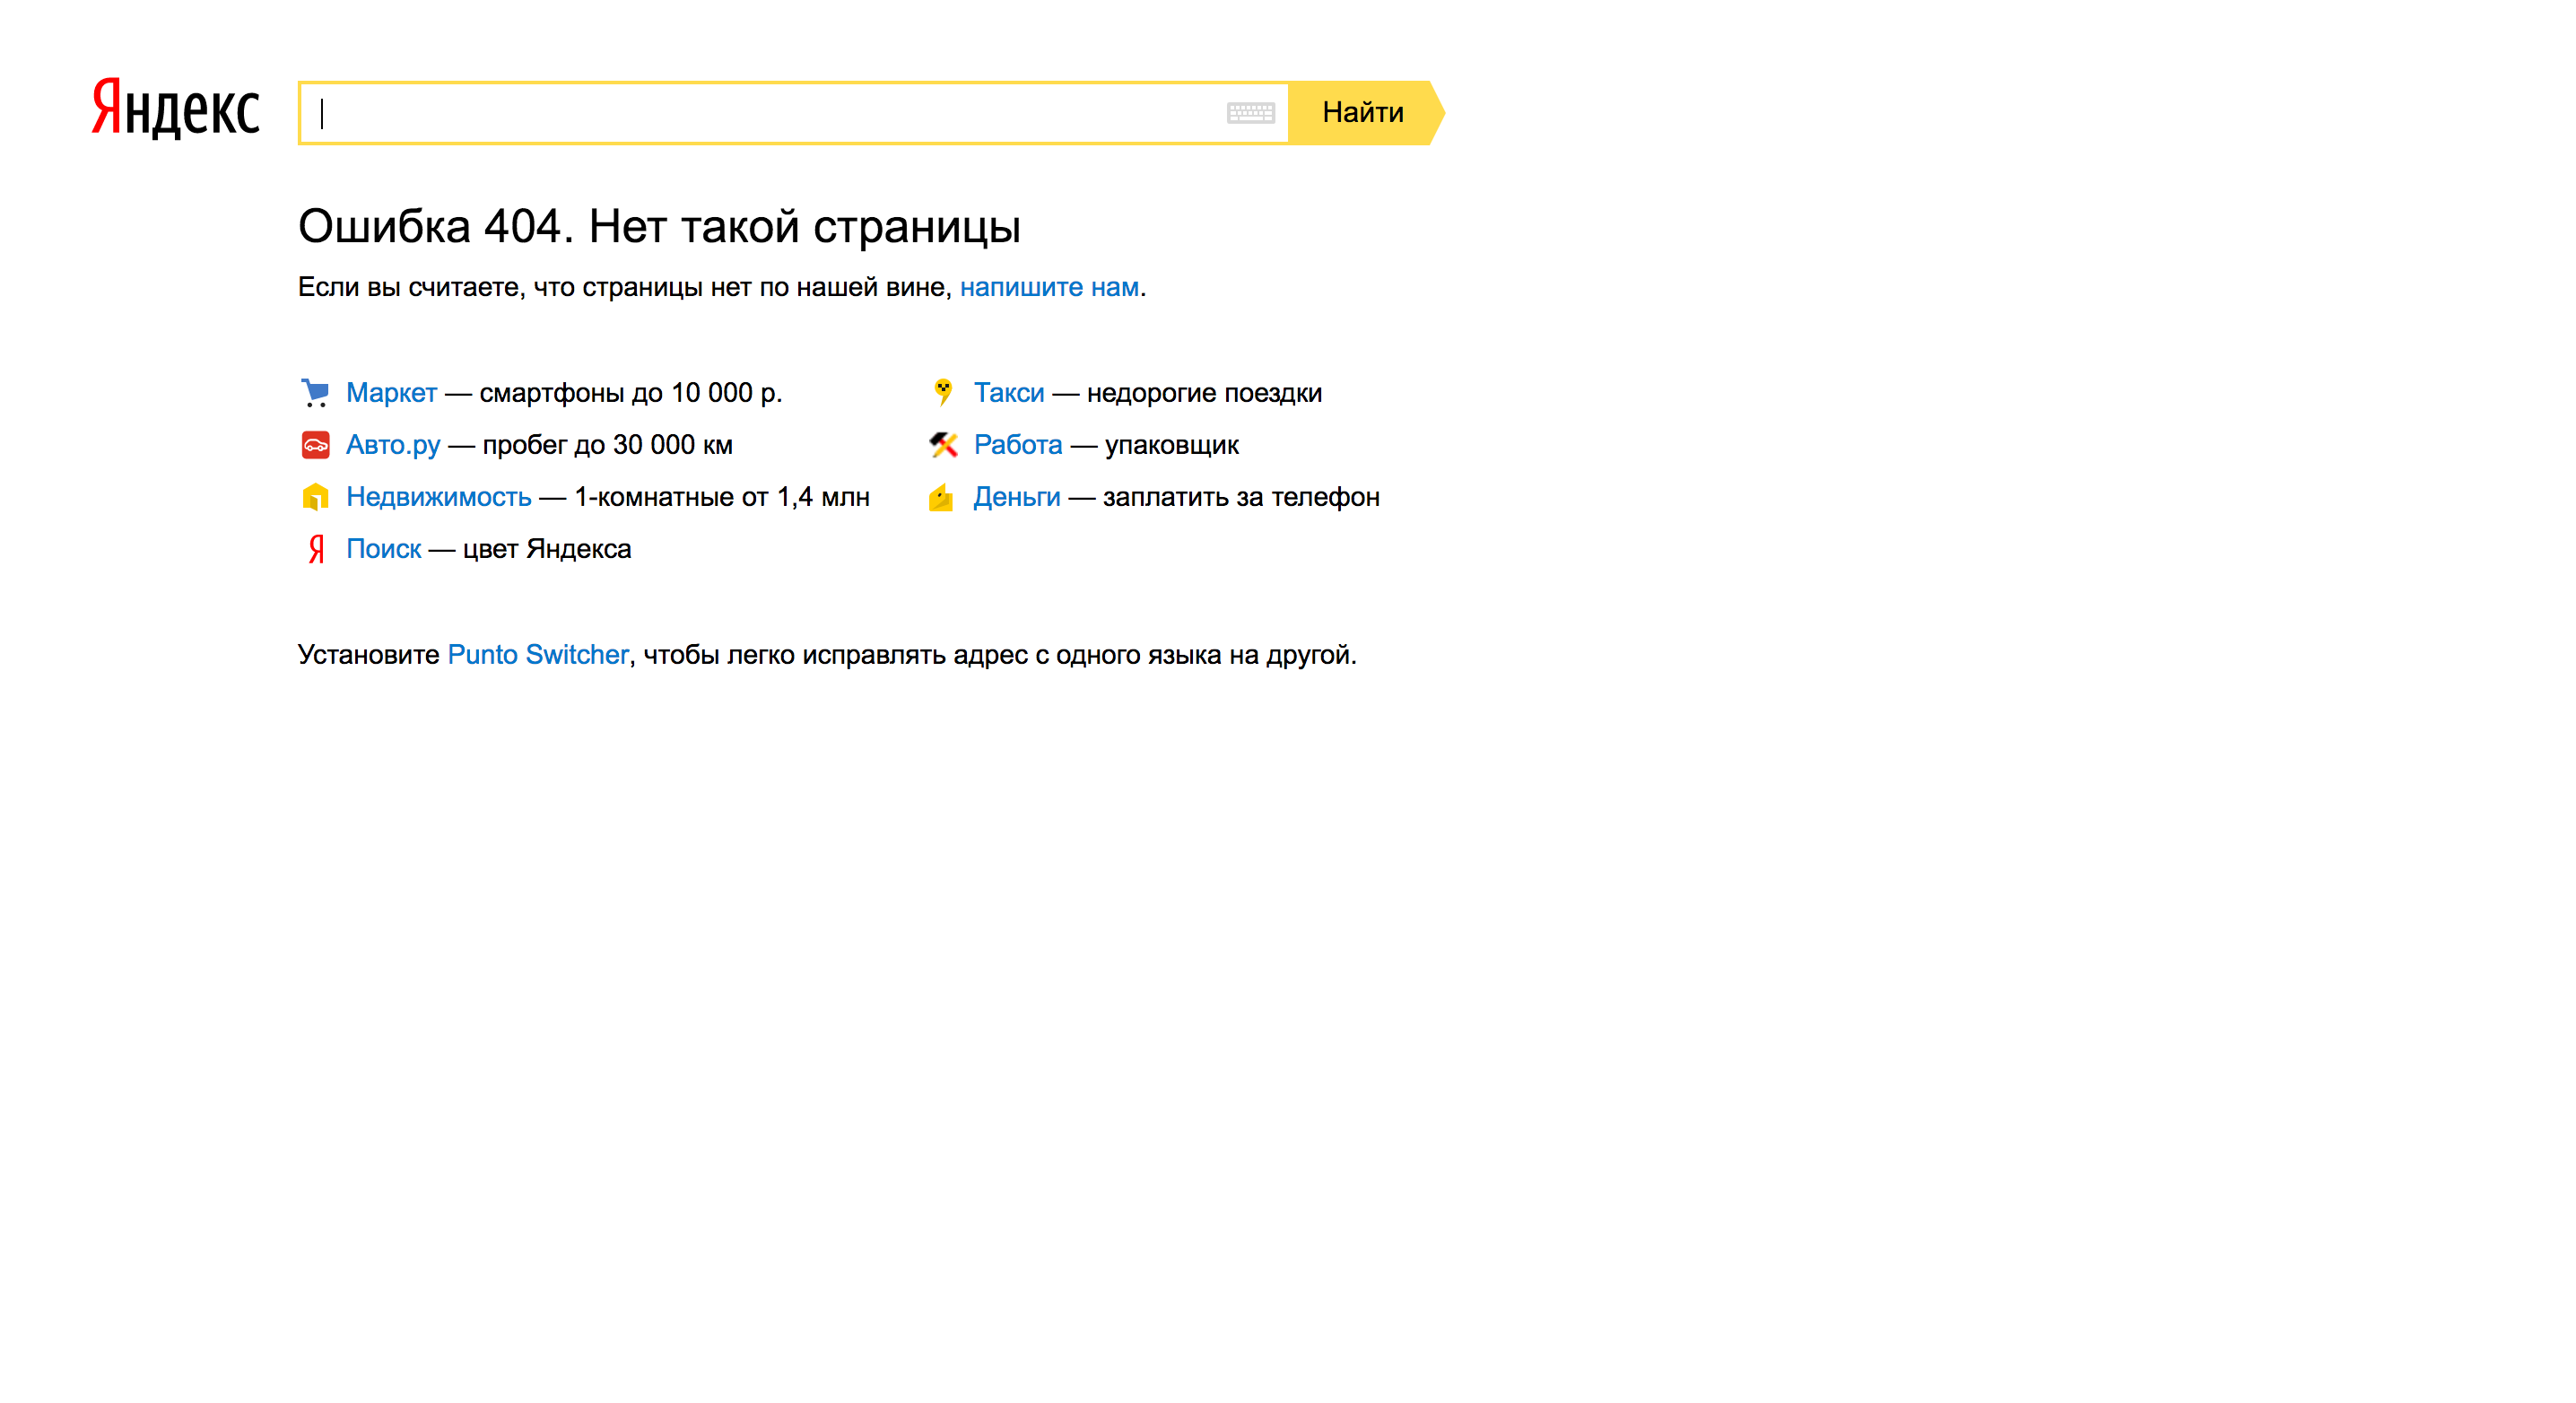 Яндекс
Найти
Ошибка 404. Нет такой страницы
Если вы считаете, что страницы нет по нашей вине, напишите нам.
Маркет — смартфоны до 10 000 р.
Такси — недорогие поездки
Авто.ру — пробег до 30 000 км
Работа — упаковщик
Недвижимость — 1-комнатные от 1,4 млн
Деньги — заплатить за телефон
Я Поиск — цвет Яндекса
Установите Punto Switcher, чтобы легко исправлять адрес с одного языка на другой.